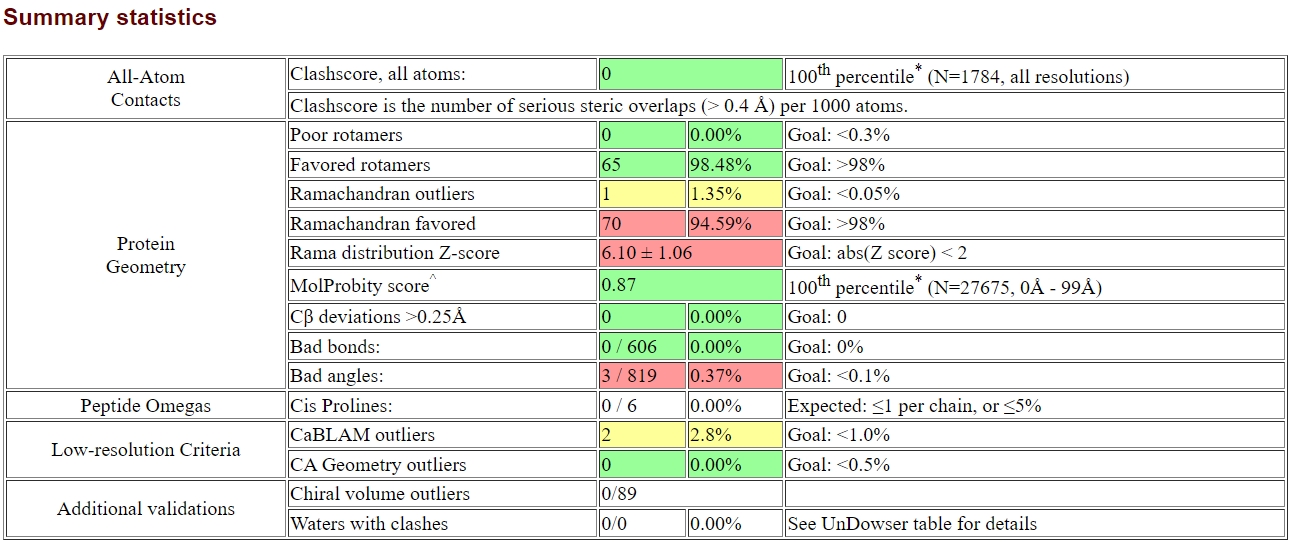 Summary statistics
All-Atom
Contacts
Clashscore, all atoms: 0 100th percentile* (N=1784, all resolutions)
Clashscore is the number of serious steric overlaps (> 0.4 Å) per 1000 atoms.
Protein
Geometry
Poor rotamers 0 0.00% Goal: <0.3%
Favored rotamers 65 98.48% Goal: >98%
Ramachandran outliers 1 1.35% Goal: <0.05%
Ramachandran favored 70 94.59% Goal: >98%
Rama distribution Z-score 6.10 ± 1.06 Goal: abs(Z score) < 2
MolProbity score^ 0.87 100th percentile* (N=27675, 0Å - 99Å)
Cβ deviations >0.25Å 0 0.00% Goal: 0
Bad bonds: 0 / 606 0.00% Goal: 0%
Bad angles: 3 / 819 0.37% Goal: <0.1%
Peptide Omegas Cis Prolines: 0 / 6 0.00% Expected: ≤1 per chain, or ≤5%
Low-resolution Criteria
CaBLAM outliers 2 2.8% Goal: <1.0%
CA Geometry outliers 0 0.00% Goal: <0.5%
Additional validations
Chiral volume outliers 0/89
Waters with clashes 0/0 0.00% See UnDowser table for details